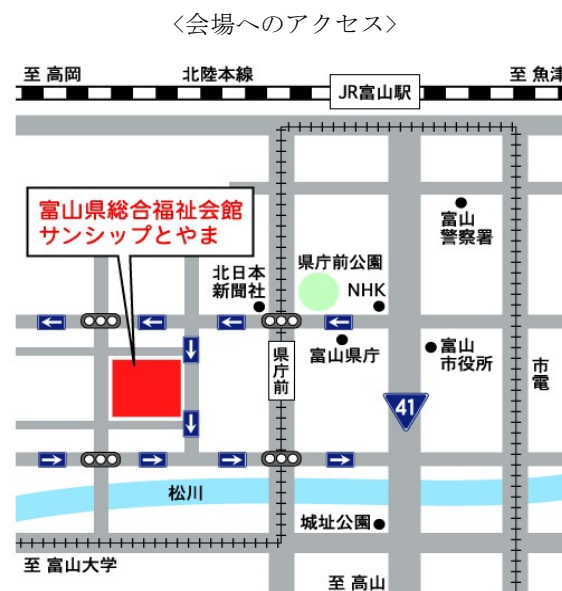 〈会場へのアクセス〉
至 高岡
北陸本線
JR富山駅
至 魚津
富山県総合福祉会館
サンシップとやま
富山
警察署
北日本
新聞社
県庁前公園
NHK
県庁前
富山県庁
富山
市役所
市電
41
松川
城址公園
至 富山大学
至 高山